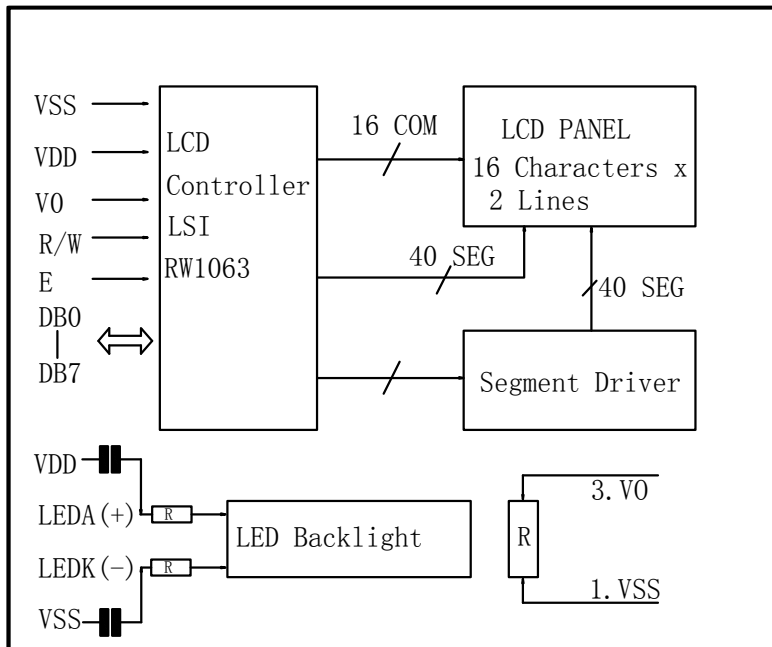 VSS
VDD
VO
R/W
E
DB0
DB7
LCD
Controller
LSI
RW1063
16 COM
40 SEG
LCD PANEL
16 Characters x
2 Lines
40 SEG
Segment Driver
VDD
LEDA(+)
R
LEDK(-)
R
VSS
LED Backlight
3.VO
R
1.VSS